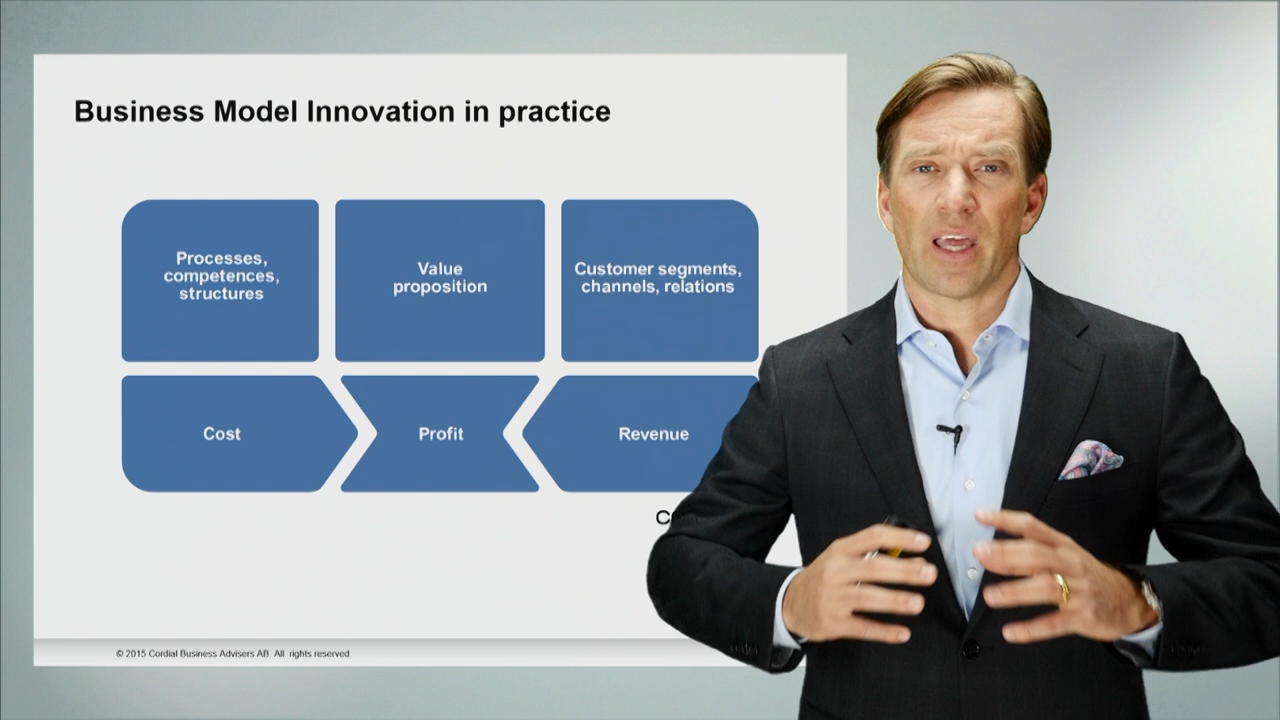 Business Model Innovation in practice
Processes,
competences,
structures
Value
proposition
Customer segments,
channels, relations
Cost
Profit
Revenue
© 2015 Cordial Business Advisers AB. All rights reserved.